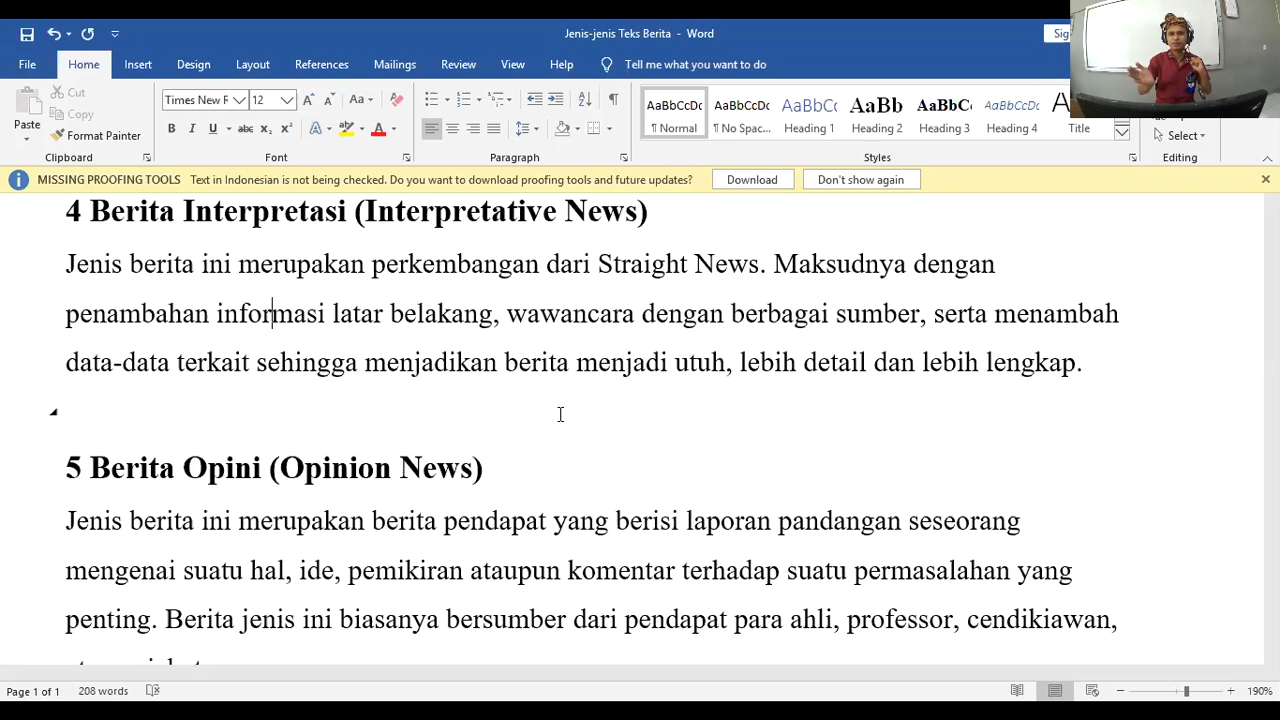 Jenis-jenis Teks Berita - Word
File Home Insert Design Layout References Mailings Review View Help Tell me what you want to do
Paste
Cut
Copy
Format Painter
Clipboard
Times New R 12
Font
Paragraph
AaBbCcDc AaBbCcDc AaBbCc AaBb AaBbCc AaBbCcDc
¶ Normal ¶ No Spac... Heading 1 Heading 2 Heading 3 Heading 4 Title
Styles
Select
Editing
MISSING PROOFING TOOLS Text in Indonesian is not being checked. Do you want to download proofing tools and future updates? Download Don't show again
4 Berita Interpretasi (Interpretative News)
Jenis berita ini merupakan perkembangan dari Straight News. Maksudnya dengan
penambahan informasi latar belakang, wawancara dengan berbagai sumber, serta menambah
data-data terkait sehingga menjadikan berita menjadi utuh, lebih detail dan lebih lengkap.
5 Berita Opini (Opinion News)
Jenis berita ini merupakan berita pendapat yang berisi laporan pandangan seseorang
mengenai suatu hal, ide, pemikiran ataupun komentar terhadap suatu permasalahan yang
penting. Berita jenis ini biasanya bersumber dari pendapat para ahli, professor, cendikiawan,
Page 1 of 1 208 words 190%